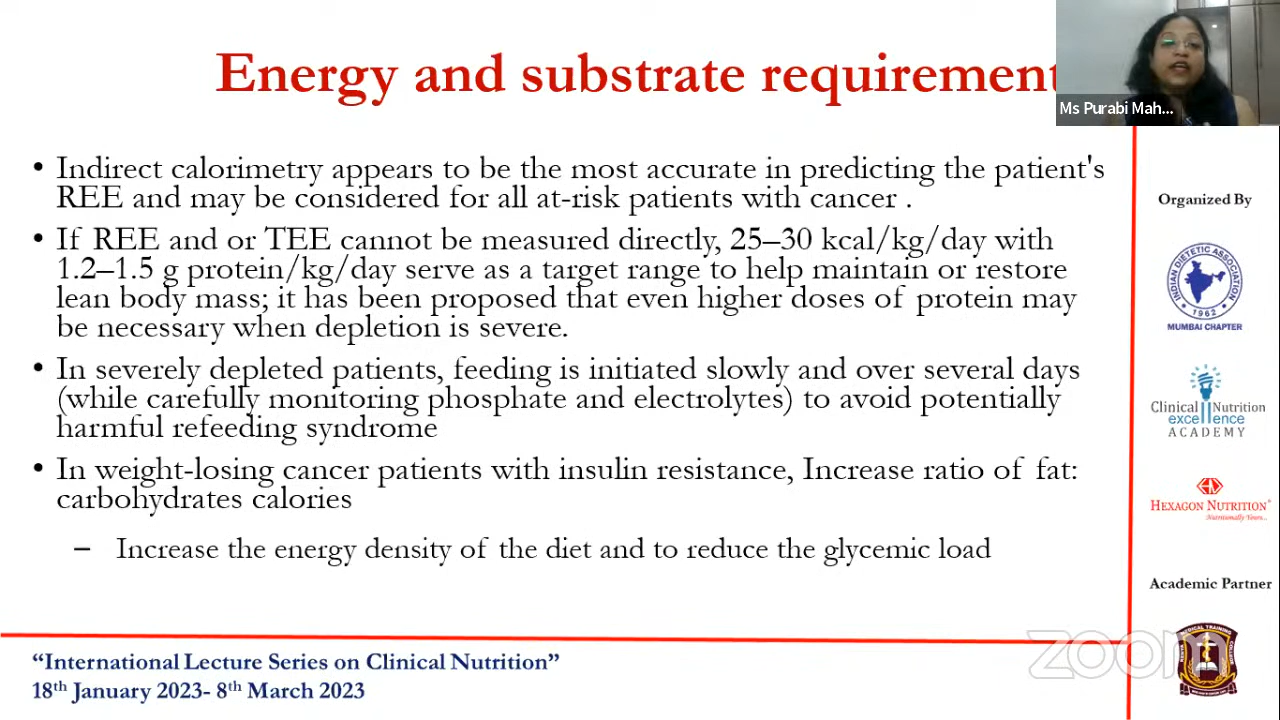 Energy and substrate requirement
Ms Purabi Mah...
• Indirect calorimetry appears to be the most accurate in predicting the patient's
REE and may be considered for all at-risk patients with cancer .
• If REE and or TEE cannot be measured directly, 25–30 kcal/kg/day with
1.2–1.5 g protein/kg/day serve as a target range to help maintain or restore
lean body mass; it has been proposed that even higher doses of protein may
be necessary when depletion is severe.
• In severely depleted patients, feeding is initiated slowly and over several days
(while carefully monitoring phosphate and electrolytes) to avoid potentially
harmful refeeding syndrome
• In weight-losing cancer patients with insulin resistance, Increase ratio of fat:
carbohydrates calories
– Increase the energy density of the diet and to reduce the glycemic load
Organized By
INDIAN DIETETIC ASSOCIATION
1962
MUMBAI CHAPTER
Clinical Nutrition
excellence
ACADEMY
HEXAGON NUTRITION
Nutritionally Yours...
Academic Partner
MEDICAL TRAINING
zoom
“International Lecture Series on Clinical Nutrition”
18th January 2023- 8th March 2023